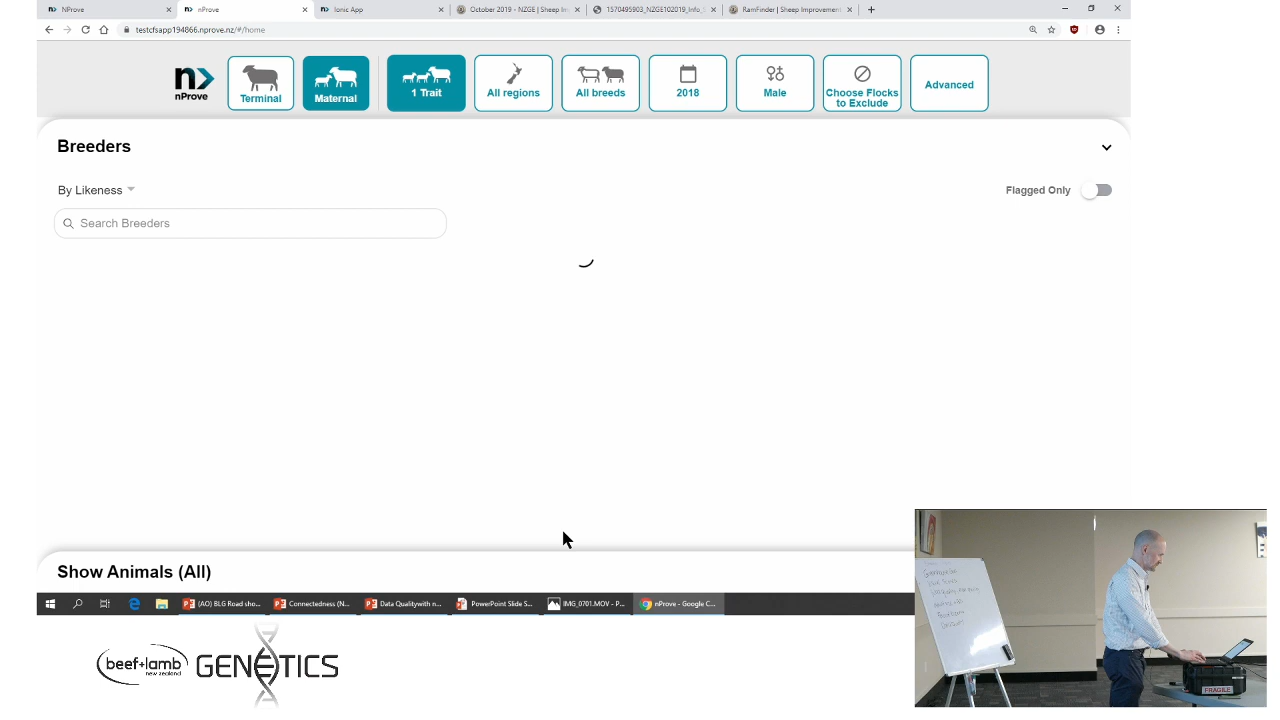 NProve
nProve
Ionic App
October 2019 - NZGE | Sheep Im
1570495903_NZGE102019_Info_L
RamFinder | Sheep Improvement
testcfsapp194866.nprove.nz/#/home
n>
nProve
Terminal
Maternal
1 Trait
All regions
All breeds
2018
Male
Choose Flocks
to Exclude
Advanced
Breeders
By Likeness
Flagged Only
Search Breeders
Show Animals (All)
(AO) BLG Road sho...
Connectedness (N...
Data Qualitywith n...
PowerPoint Slide S...
IMG_0701.MOV - P...
nProve - Google C...
beef+lamb
new zealand
GENETICS
FRAGILE